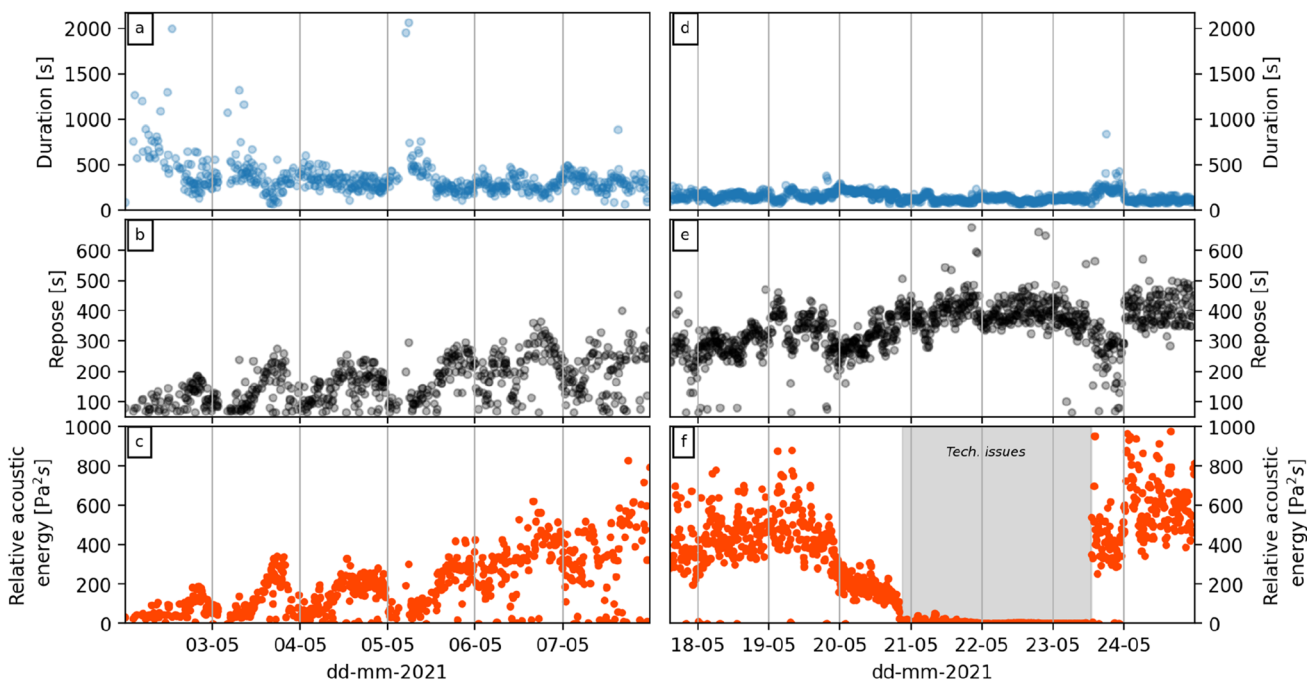 a
d
2000
1500
1000
500
0
Duration [s]
2000
1500
1000
500
0
Duration [s]
b
e
600
500
400
300
200
100
Repose [s]
600
500
400
300
200
100
Repose [s]
c
f
Tech. issues
1000
800
600
400
200
0
Relative acoustic
energy [Pa²s]
1000
800
600
400
200
0
Relative acoustic
energy [Pa²s]
03-05 04-05 05-05 06-05 07-05
18-05 19-05 20-05 21-05 22-05 23-05 24-05
dd-mm-2021
dd-mm-2021